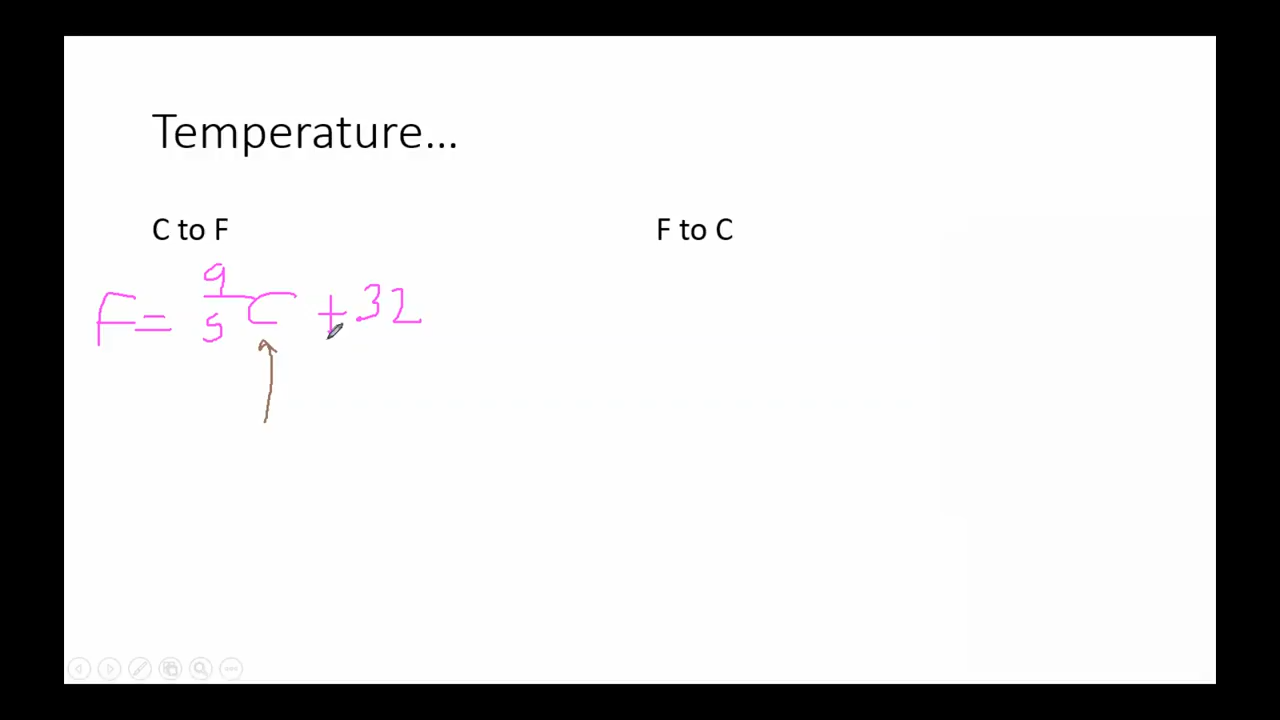 Temperature...
C to F
F to C
F = 9/5 C + 32